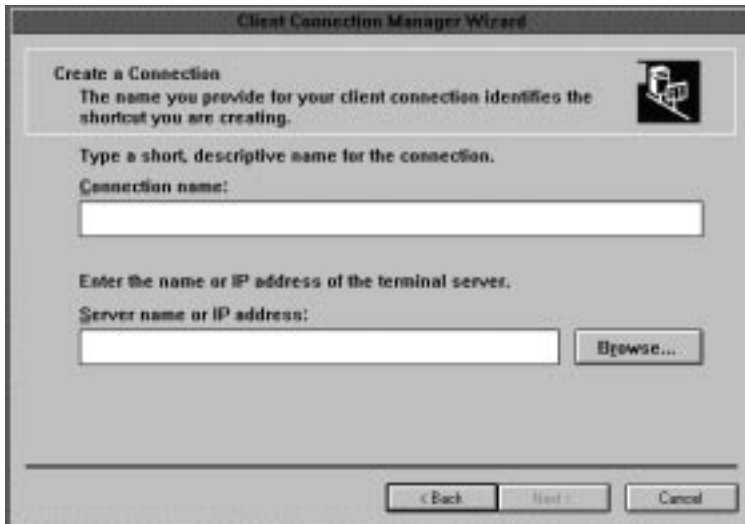 Client Connection Manager Wizard
Create a Connection
The name you provide for your client connection identifies the
shortcut you are creating.
Type a short, descriptive name for the connection.
Connection name:
Enter the name or IP address of the terminal server.
Server name or IP address:
Browse...
< Back
Next >
Cancel